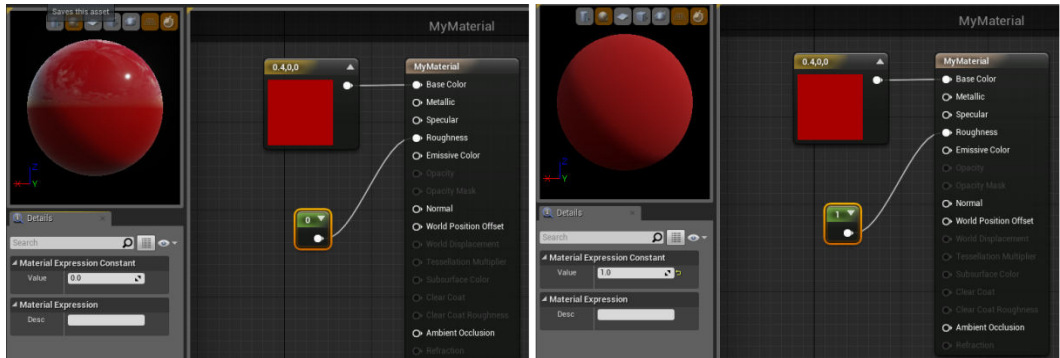 Saves this asset
MyMaterial
0.4,0,0
MyMaterial
Base Color
Metallic
Specular
Roughness
Emissive Color
Opacity
Opacity Mask
Normal
World Position Offset
World Displacement
Tessellation Multiplier
Subsurface Color
Clear Coat
Clear Coat Roughness
Ambient Occlusion
Refraction
0
Z
X
Y
Details
Search
Material Expression Constant
Value 0.0
Material Expression
Desc
MyMaterial
0.4,0,0
MyMaterial
Base Color
Metallic
Specular
Roughness
Emissive Color
Opacity
Opacity Mask
Normal
World Position Offset
World Displacement
Tessellation Multiplier
Subsurface Color
Clear Coat
Clear Coat Roughness
Ambient Occlusion
Refraction
1
Z
X
Y
Details
Search
Material Expression Constant
Value 1.0
Material Expression
Desc